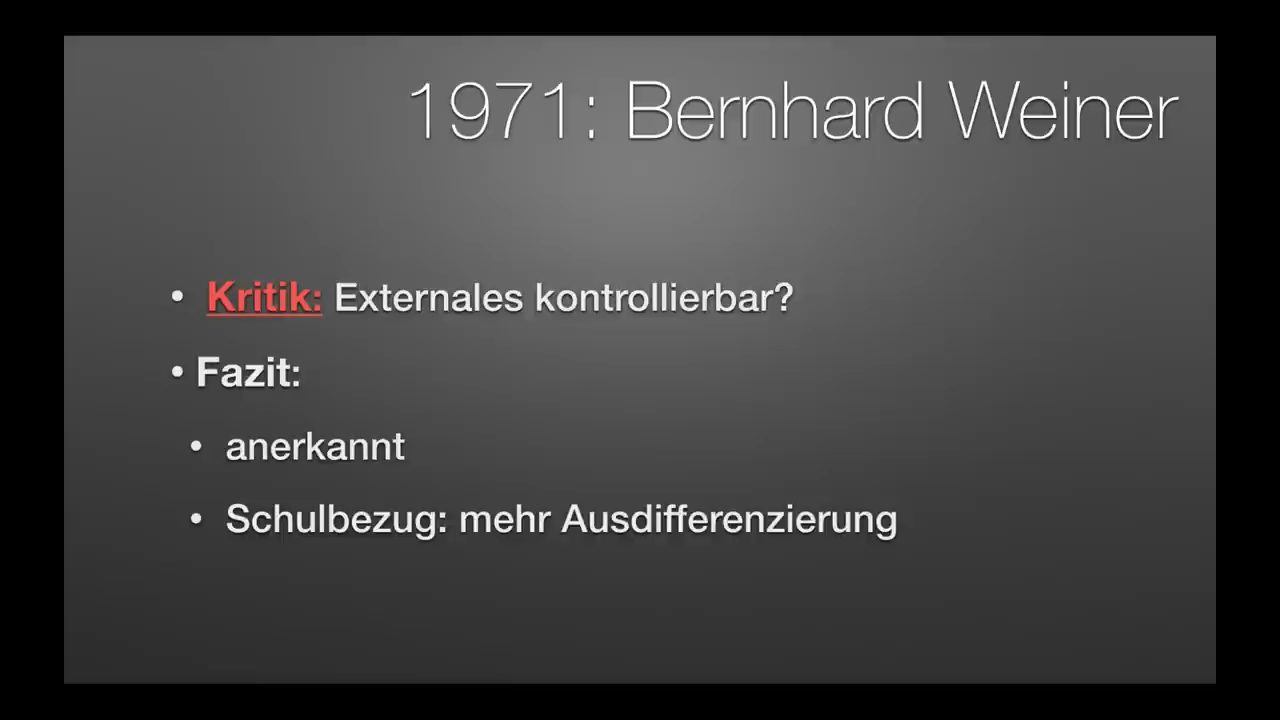 1971: Bernhard Weiner
• Kritik: Externales kontrollierbar?
• Fazit:
• anerkannt
• Schulbezug: mehr Ausdifferenzierung